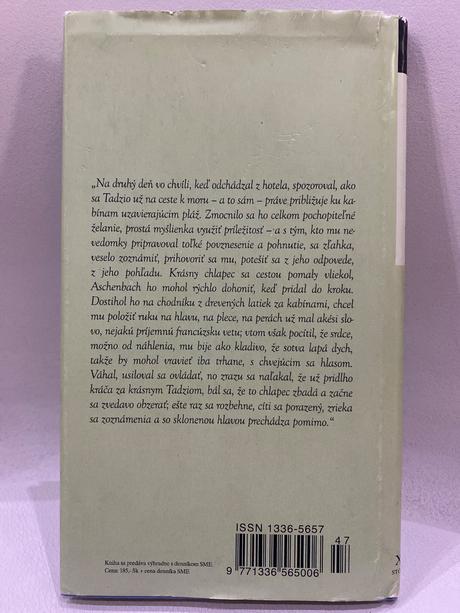 „Na druhý deň vo chvíli, keď odchádzal z hotela, spozoroval, ako
sa Tadzio už na ceste k moru – a to sám – práve približuje ku ka-
bínam uzavierajúcim pláž. Zmocnilo sa ho celkom pochopiteľné
želanie, prostá myšlienka využiť príležitosť – a s tým, kto mu ne-
vedomky pripravoval toľké povznesenie a pohnutie, sa zľahka,
veselo zoznámiť, prihovoriť sa mu, potešiť sa z jeho odpovede,
z jeho pohľadu. Krásny chlapec sa cestou pomaly vliekol,
Aschenbach ho mohol rýchlo dohoniť, keď pridal do kroku.
Dostihol ho na chodníku z drevených latiek za kabínami, chcel
mu položiť ruku na hlavu, na plece, na perách už mal akési slo-
vo, nejakú príjemnú francúzsku vetu; vtom však pocítil, že srdce,
možno od náhlenia, mu bije ako kladivo, že sotva lapá dych,
takže by mohol vravieť iba trhane, s chvejúcim sa hlasom.
Váhal, usiloval sa ovládať, no zrazu sa naľakal, že už pridlho
kráča za krásnym Tadziom, bál sa, že to chlapec zbadá a začne
sa zvedavo obzerať; ešte raz sa rozbehne, cíti sa porazený, zrieka
sa zoznámenia a so sklonenou hlavou prechádza pomimo.“
ISSN 1336-5657
47
9 771336 565006
Kniha sa predáva výhradne s denníkom SME.
Cena: 185,- Sk + cena denníka SME